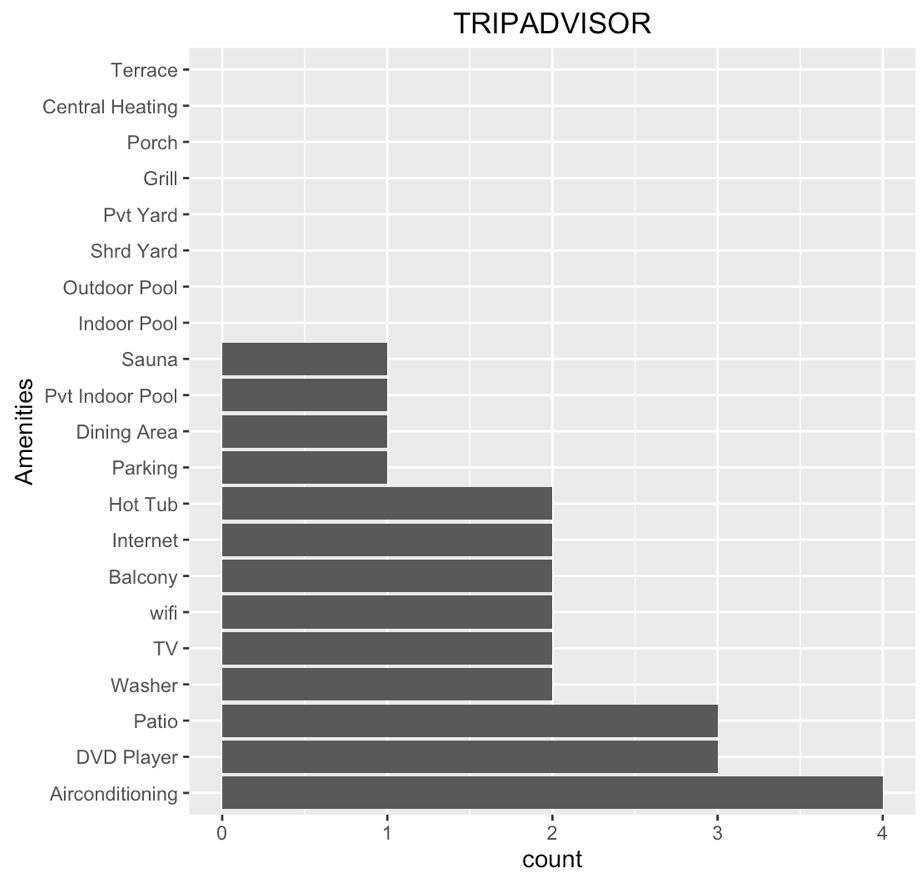 TRIPADVISOR
Terrace
Central Heating
Porch
Grill
Pvt Yard
Shrd Yard
Outdoor Pool
Indoor Pool
Sauna
Pvt Indoor Pool
Dining Area
Parking
Hot Tub
Internet
Balcony
wifi
TV
Washer
Patio
DVD Player
Airconditioning
Amenities
0 1 2 3 4
count